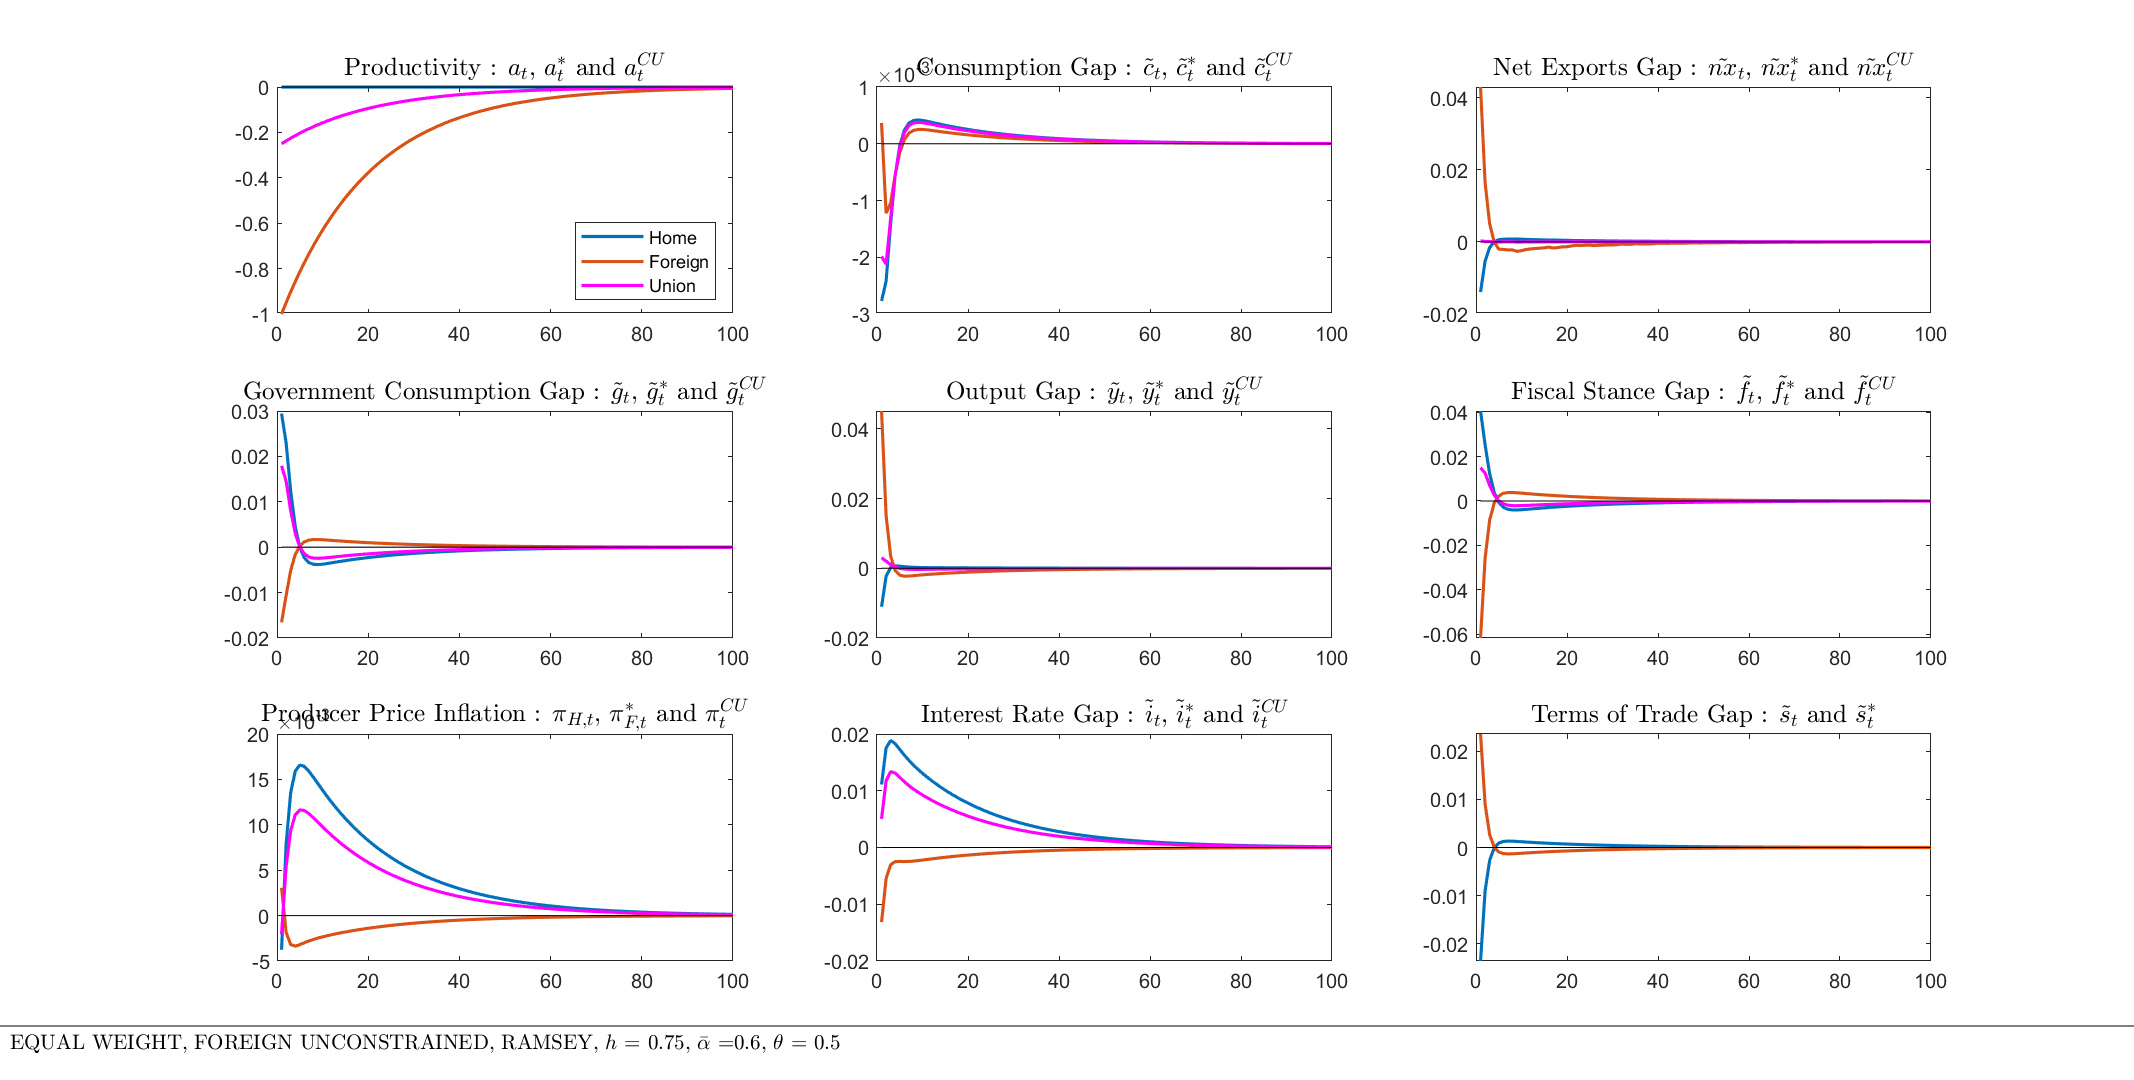 Productivity : a_t, a_t^* and a_t^{CU}
0
-0.2
-0.4
-0.6
-0.8
-1
0 20 40 60 80 100
Home
Foreign
Union
×10^{-3}
Consumption Gap : c̃_t, c̃_t^* and c̃_t^{CU}
1
0
-1
-2
-3
0 20 40 60 80 100
Net Exports Gap : ñx_t, ñx_t^* and ñx_t^{CU}
0.04
0.02
0
-0.02
0 20 40 60 80 100
Government Consumption Gap : g̃_t, g̃_t^* and g̃_t^{CU}
0.03
0.02
0.01
0
-0.01
-0.02
0 20 40 60 80 100
Output Gap : ỹ_t, ỹ_t^* and ỹ_t^{CU}
0.04
0.02
0
-0.02
0 20 40 60 80 100
Fiscal Stance Gap : f̃_t, f̃_t^* and f̃_t^{CU}
0.04
0.02
0
-0.02
-0.04
-0.06
0 20 40 60 80 100
Producer Price Inflation : π_{H,t}, π_{F,t}^* and π_t^{CU}
×10^{-3}
20
15
10
5
0
-5
0 20 40 60 80 100
Interest Rate Gap : ĩ_t, ĩ_t^* and ĩ_t^{CU}
0.02
0.01
0
-0.01
-0.02
0 20 40 60 80 100
Terms of Trade Gap : s̃_t and s̃_t^*
0.02
0.01
0
-0.01
-0.02
0 20 40 60 80 100
EQUAL WEIGHT, FOREIGN UNCONSTRAINED, RAMSEY, h = 0.75, ᾱ =0.6, θ = 0.5